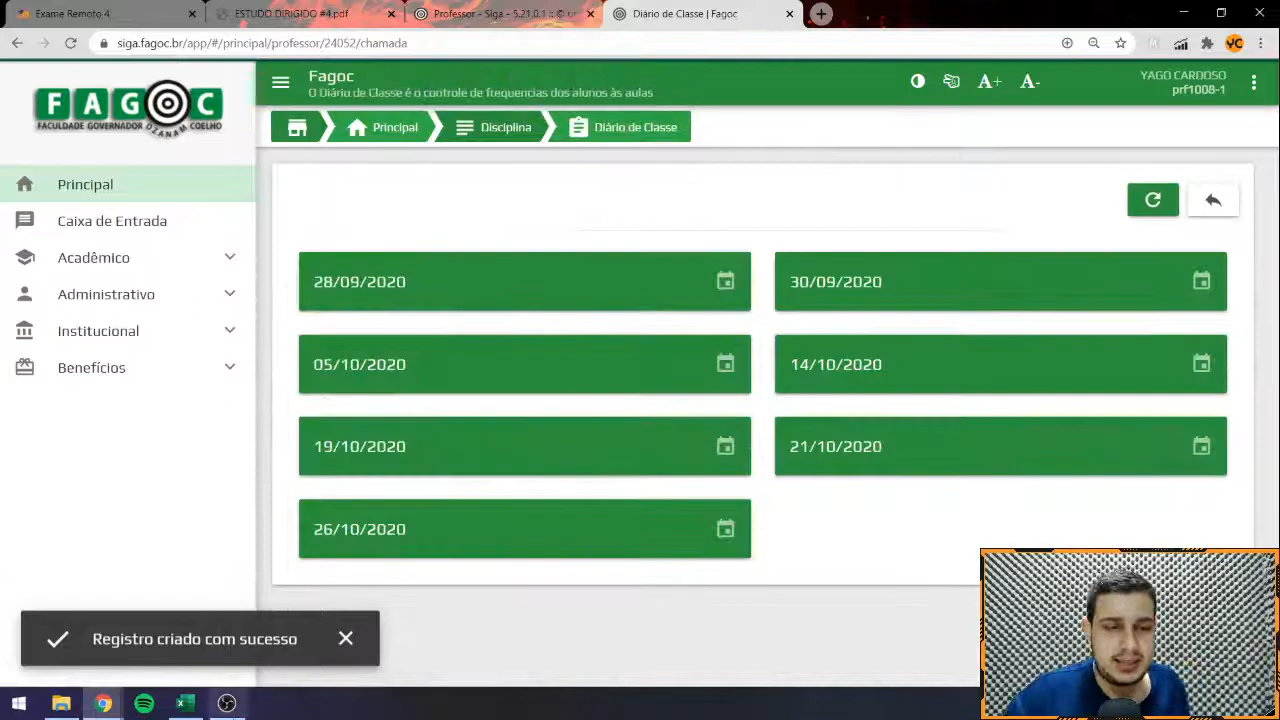 Exame Remoto 4
ESTUDO DIRIGIDO #4.pdf
Professor - Siga - 5.21.0.1 :: © ur
Diário de Classe | Fagoc
siga.fagoc.br/app/#/principal/professor/24052/chamada
YC
FAGOC
FACULDADE GOVERNADOR OZANAM COELHO
Fagoc
O Diário de Classe é o controle de frequencias dos alunos às aulas
A+
A-
YAGO CARDOSO
prf1008-1
Principal
Disciplina
Diário de Classe
Principal
Caixa de Entrada
Acadêmico
Administrativo
Institucional
Benefícios
28/09/2020
30/09/2020
05/10/2020
14/10/2020
19/10/2020
21/10/2020
26/10/2020
Registro criado com sucesso